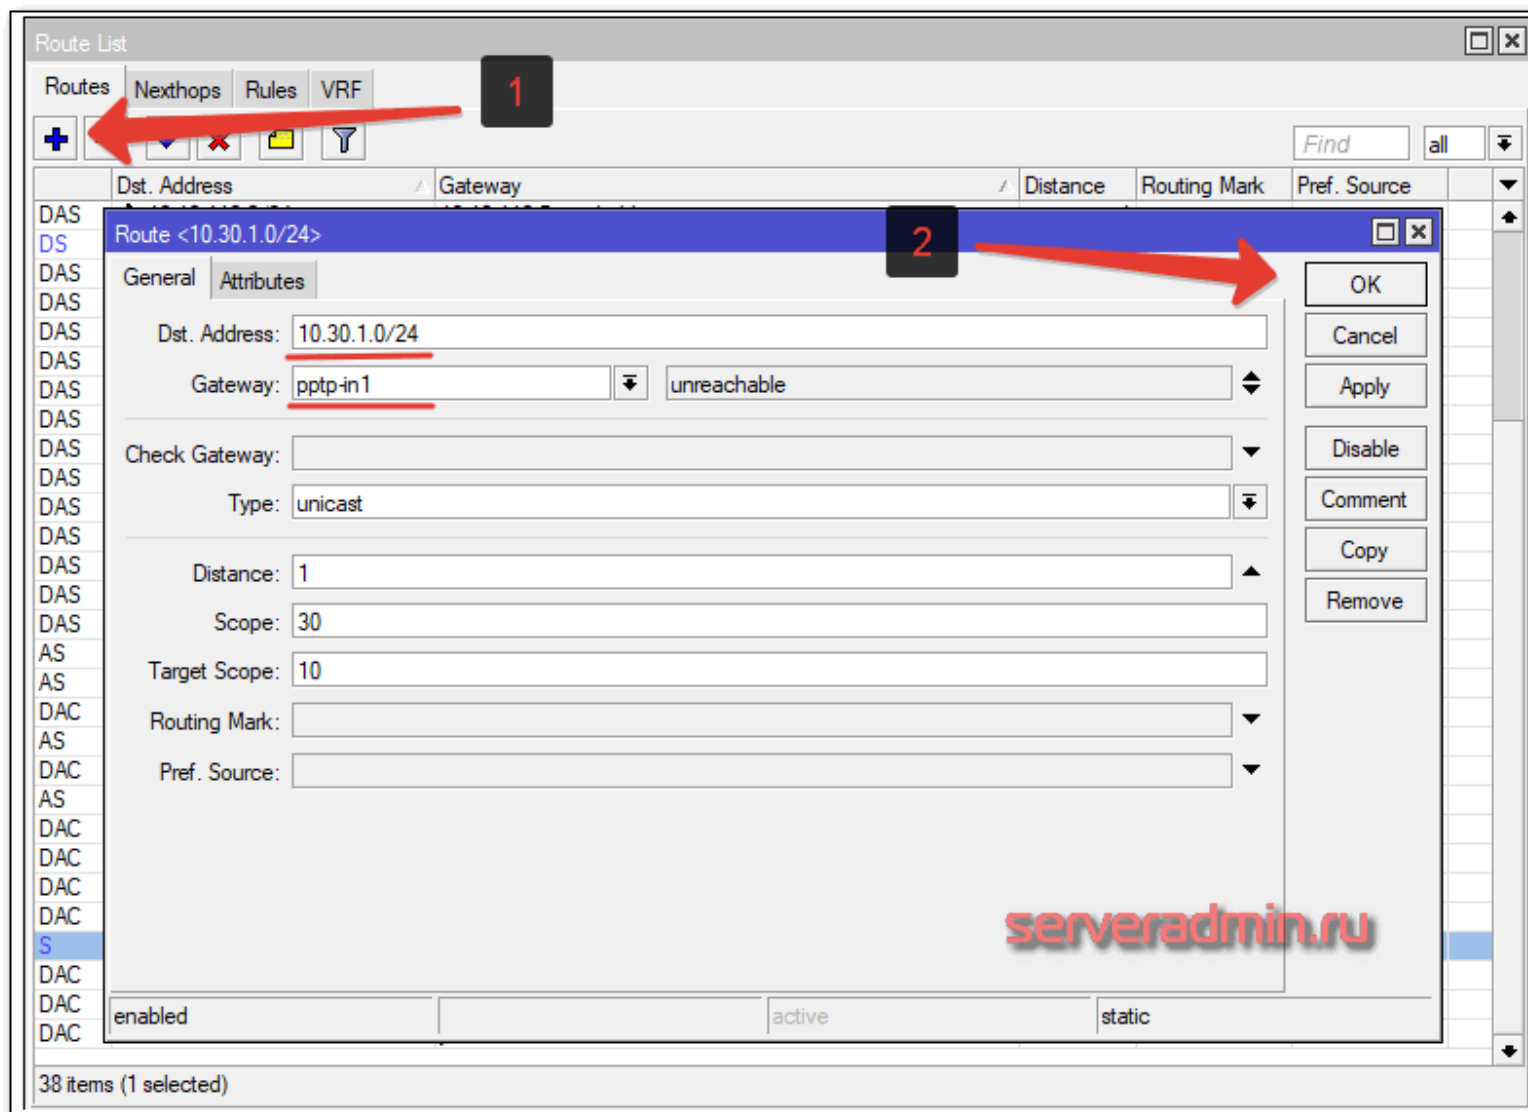 Route List
Routes Nexthops Rules VRF
1
Find all
Dst. Address Gateway Distance Routing Mark Pref. Source
DAS
Route <10.30.1.0/24>
2
DS
DAS
General Attributes
OK
DAS
DAS
Dst. Address: 10.30.1.0/24
Cancel
DAS
DAS
Gateway: pptp-in1 unreachable
Apply
DAS
DAS
Check Gateway:
Disable
DAS
DAS
Type: unicast
Comment
DAS
DAS
Copy
DAS
Distance: 1
DAS
Remove
DAS
Scope: 30
AS
AS
Target Scope: 10
DAC
Routing Mark:
AS
DAC
Pref. Source:
AS
DAC
DAC
DAC
DAC
serveradmin.ru
S
DAC
DAC
enabled active static
DAC
38 items (1 selected)